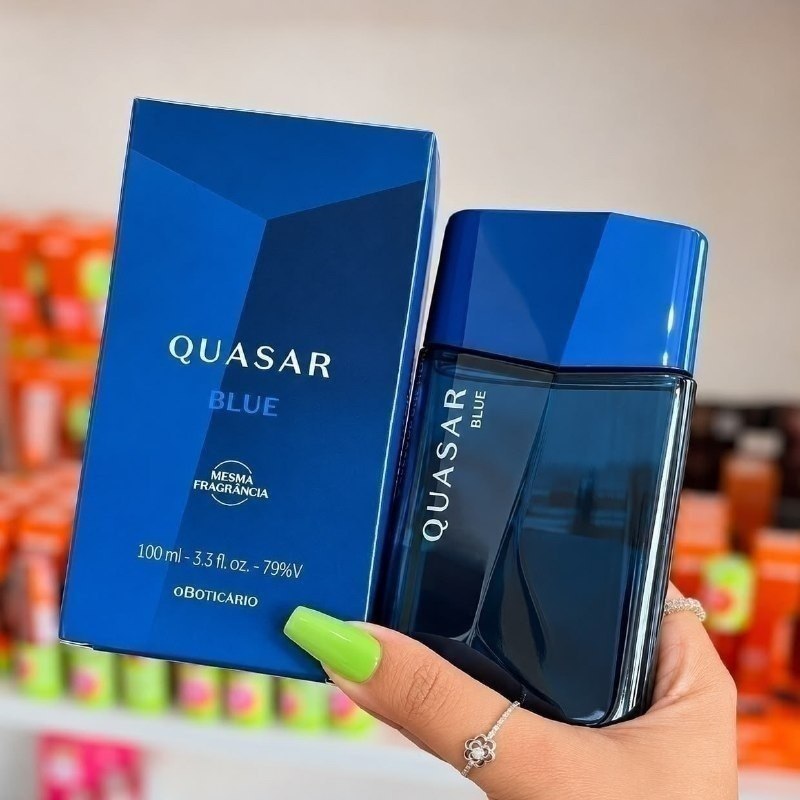 QUASAR
BLUE
MESMA
FRAGRÂNCIA
100 ml - 3.3 fl. oz. - 79%V
oBOTICÁRIO
QUASAR
BLUE